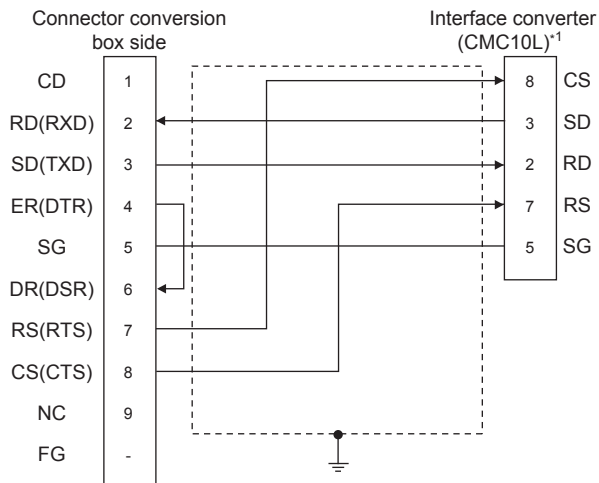 Connector conversion
box side
Interface converter
(CMC10L)*1
CD 1 8 CS
RD(RXD) 2 3 SD
SD(TXD) 3 2 RD
ER(DTR) 4 7 RS
SG 5 5 SG
DR(DSR) 6
RS(RTS) 7
CS(CTS) 8
NC 9
FG -